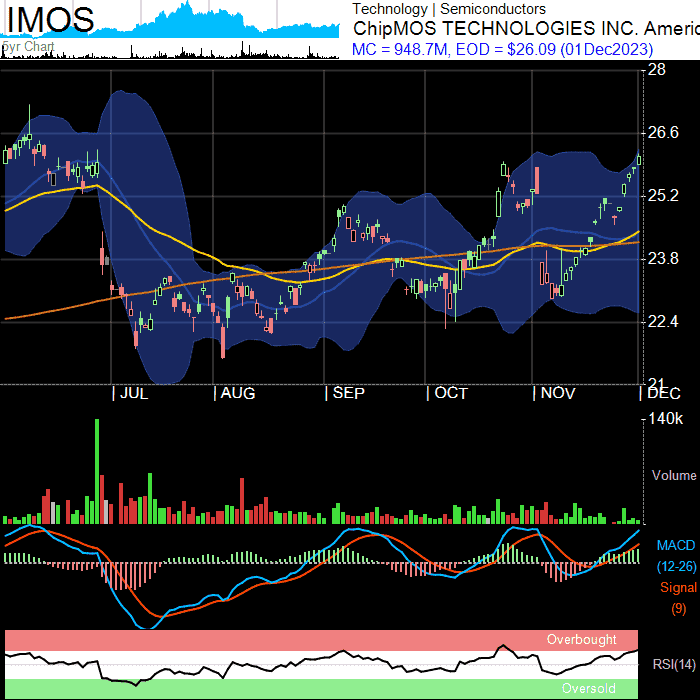 IMOS
5yr Chart
Technology | Semiconductors
ChipMOS TECHNOLOGIES INC. Americ
MC = 948.7M, EOD = $26.09 (01Dec2023)
28
26.6
25.2
23.8
22.4
21
| JUL | AUG | SEP | OCT | NOV | DEC
140k
Volume
MACD
(12-26)
Signal
(9)
Overbought
RSI(14)
Oversold